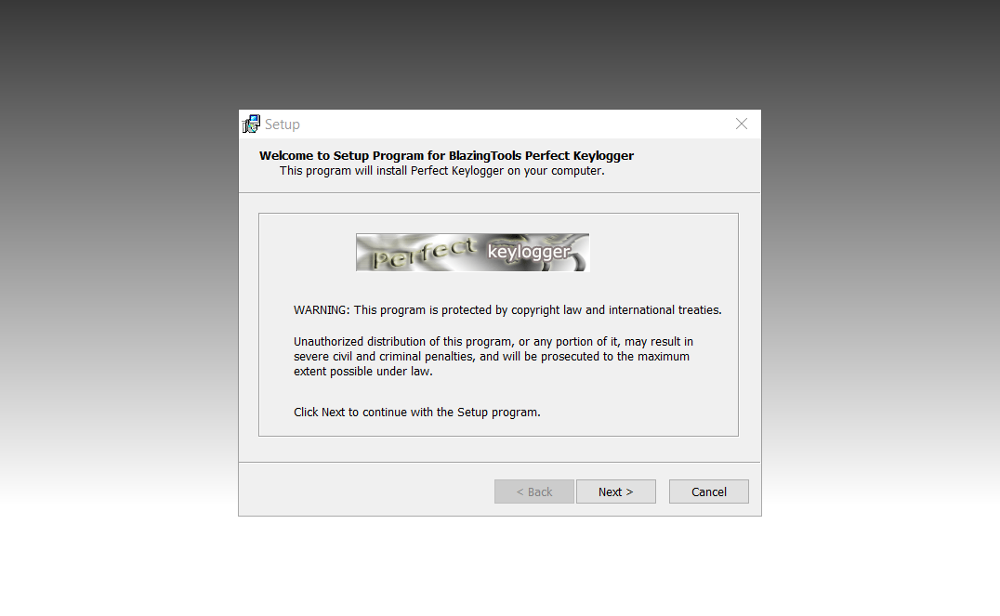 Setup
Welcome to Setup Program for BlazingTools Perfect Keylogger
This program will install Perfect Keylogger on your computer.
Perfect keylogger
WARNING: This program is protected by copyright law and international treaties.
Unauthorized distribution of this program, or any portion of it, may result in
severe civil and criminal penalties, and will be prosecuted to the maximum
extent possible under law.
Click Next to continue with the Setup program.
< Back Next > Cancel